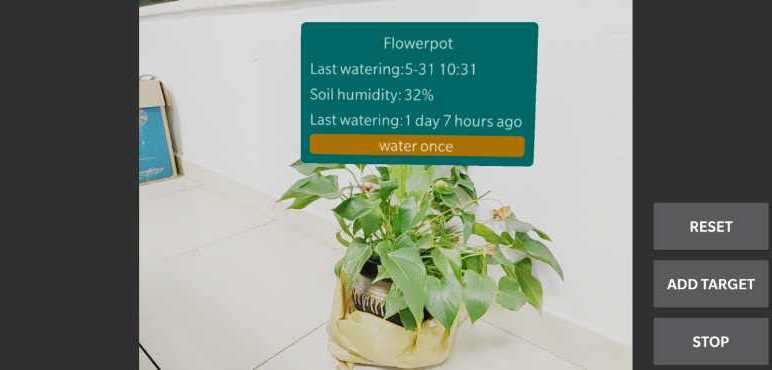 Flowerpot
Last watering:5-31 10:31
Soil humidity: 32%
Last watering:1 day 7 hours ago
water once
RESET
ADD TARGET
STOP